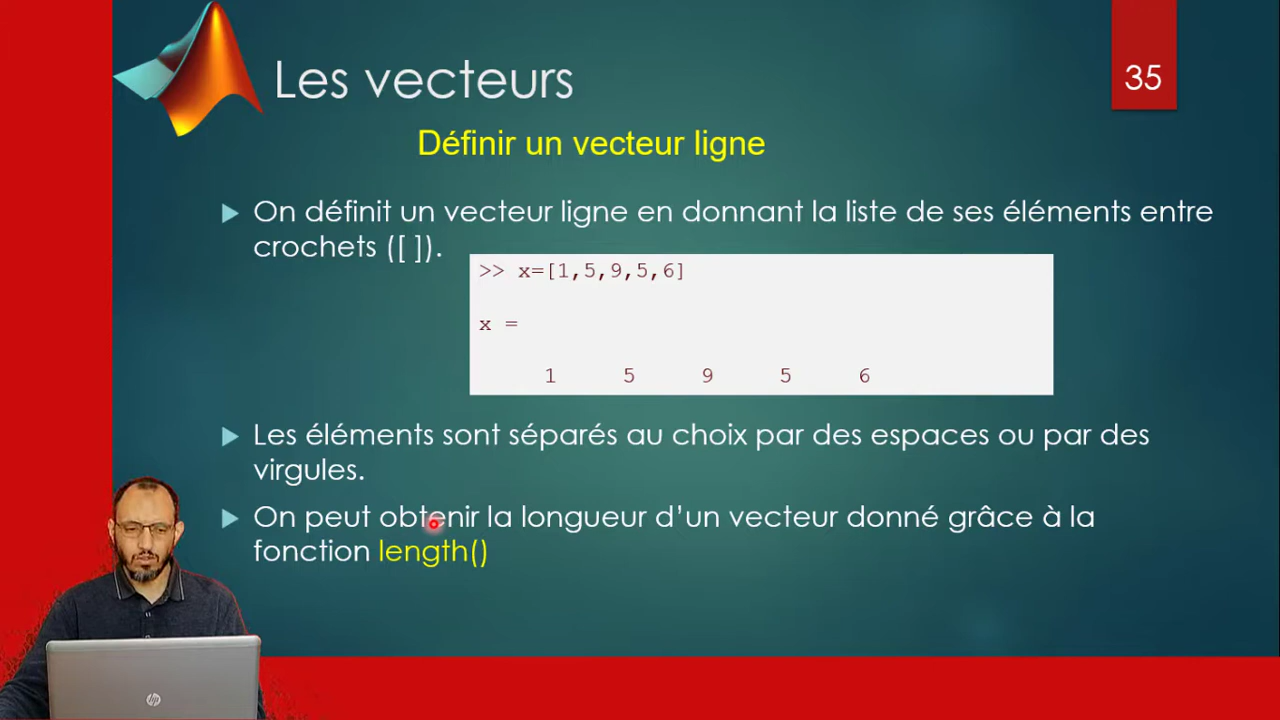 Les vecteurs
35
Définir un vecteur ligne
On définit un vecteur ligne en donnant la liste de ses éléments entre
crochets ([ ]).
>> x=[1,5,9,5,6]
x =
1 5 9 5 6
Les éléments sont séparés au choix par des espaces ou par des
virgules.
On peut obtenir la longueur d’un vecteur donné grâce à la
fonction length()
hp